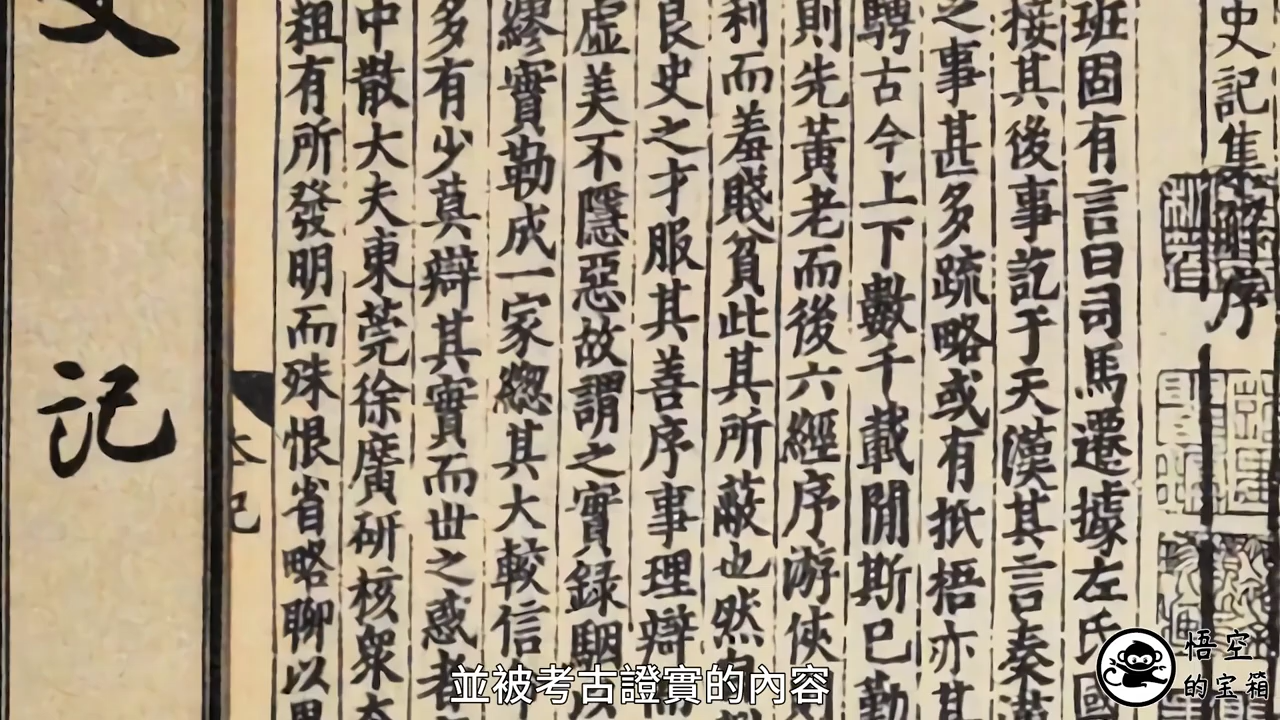 史記集解序
班固有言曰司馬遷據左氏國
接其後事訖于天漢其言秦漢
之事甚多疏略或有抵梧亦其
騁古今上下數千載閒斯已勤
則先黃老而後六經序游俠則
利而羞賤貧此其所蔽也然
良史之才服其善序事理辯
虛美不隱惡故謂之實錄駰
繆實勒成一家緫其大較信
多有少莫辯其實而世之惑者
中散大夫東莞徐廣研核衆本
粗有所發明而殊恨省略聊以
史記
並被考古證實的內容
悟空
的宝箱